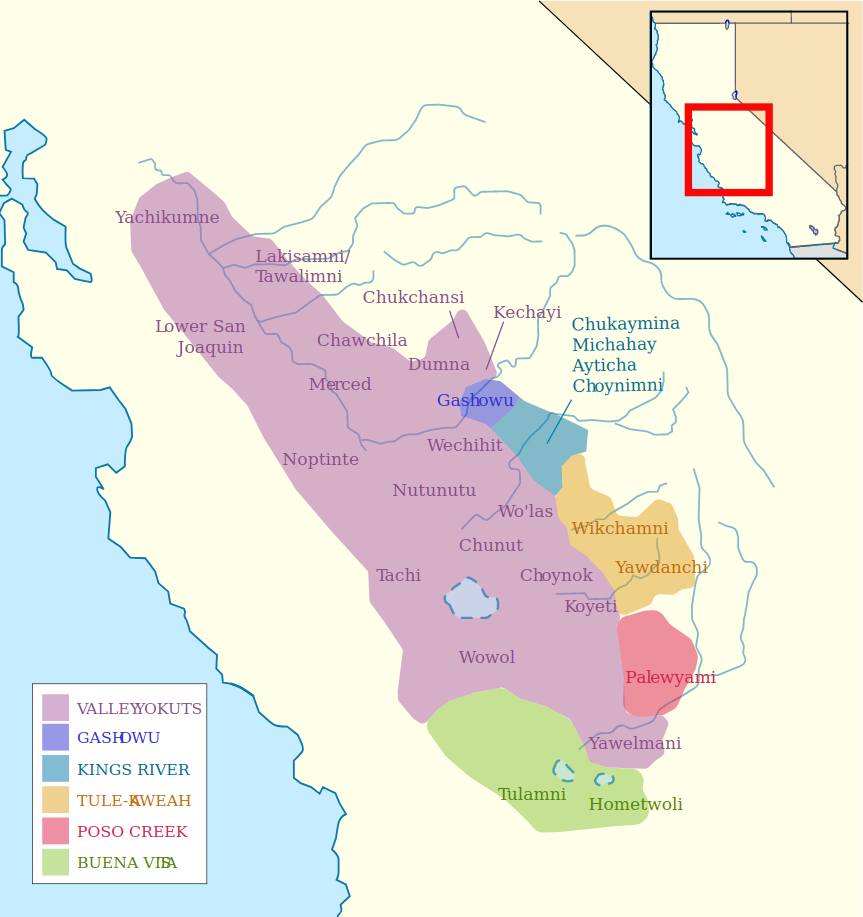 Yachikumne
Lakisamni/
Tawalimni
Chukchansi
Kechayi
Chukaymina
Michahay
Ayticha
Choynimni
Lower San
Joaquin
Chawchila
Dumna
Merced
Gashowu
Wechihit
Noptinte
Nutunutu
Wo'las
Wikchamni
Chunut
Yawdanchi
Tachi
Choynok
Koyeti
Wowol
Palewyami
Yawelmani
Tulamni
Hometwoli
VALLEY YOKUTS
GASHOWU
KINGS RIVER
TULE-KAWEAH
POSO CREEK
BUENA VISTA